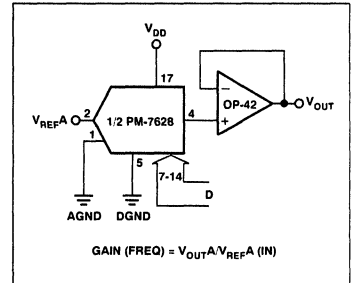 V_DD
17
V_REF A 2 1/2 PM-7628 4
1
5
7-14
D
AGND DGND
−
OP-42
+
V_OUT
GAIN (FREQ) = V_OUT A/V_REF A (IN)